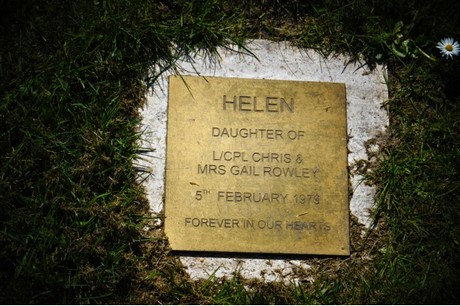 HELEN
DAUGHTER OF
L/CPL CHRIS &
MRS GAIL ROWLEY
5TH FEBRUARY 1979
FOREVER IN OUR HEARTS